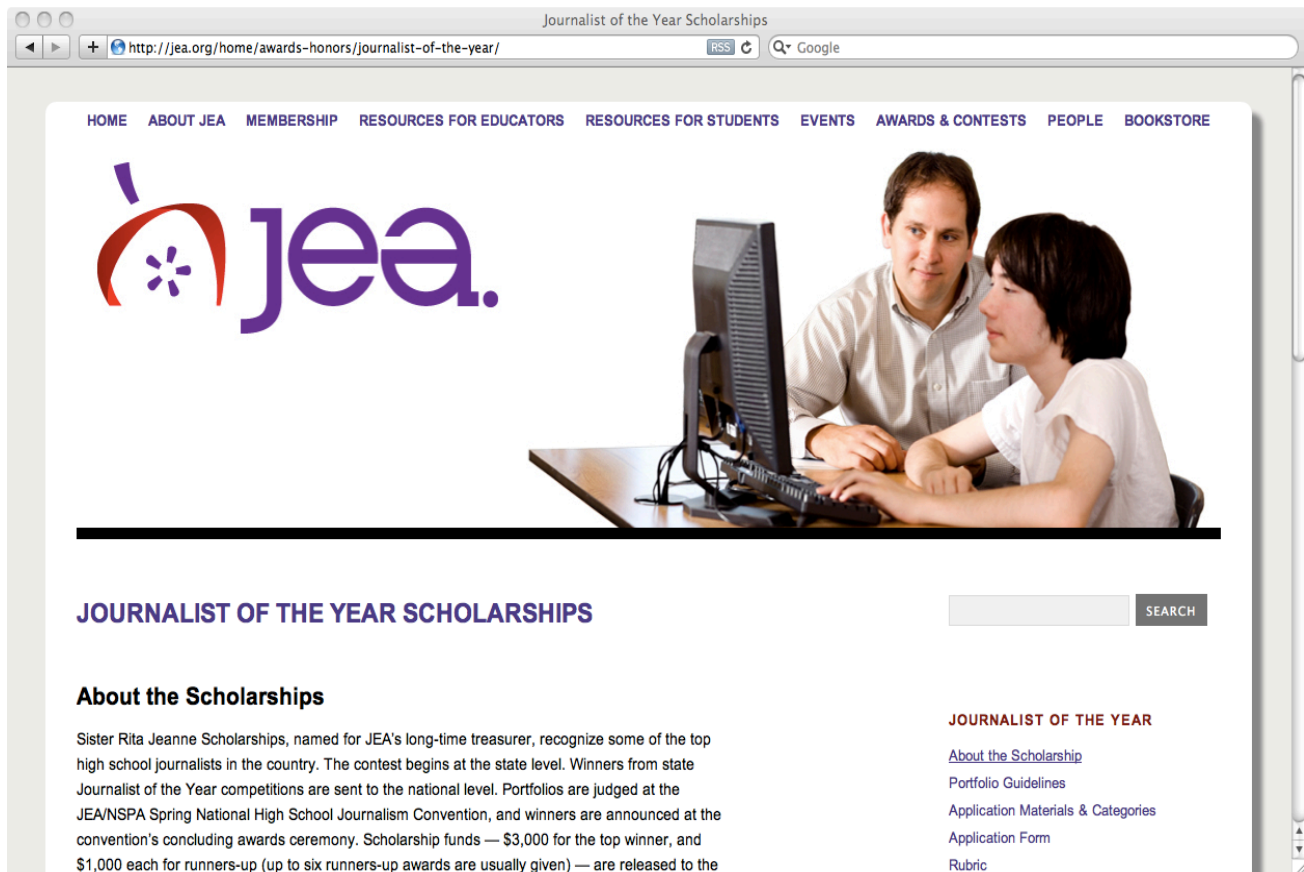 Journalist of the Year Scholarships
http://jea.org/home/awards-honors/journalist-of-the-year/
RSS
Google
HOME ABOUT JEA MEMBERSHIP RESOURCES FOR EDUCATORS RESOURCES FOR STUDENTS EVENTS AWARDS & CONTESTS PEOPLE BOOKSTORE
jea.
JOURNALIST OF THE YEAR SCHOLARSHIPS
SEARCH
About the Scholarships
Sister Rita Jeanne Scholarships, named for JEA's long-time treasurer, recognize some of the top
high school journalists in the country. The contest begins at the state level. Winners from state
Journalist of the Year competitions are sent to the national level. Portfolios are judged at the
JEA/NSPA Spring National High School Journalism Convention, and winners are announced at the
convention's concluding awards ceremony. Scholarship funds — $3,000 for the top winner, and
$1,000 each for runners-up (up to six runners-up awards are usually given) — are released to the
JOURNALIST OF THE YEAR
About the Scholarship
Portfolio Guidelines
Application Materials & Categories
Application Form
Rubric